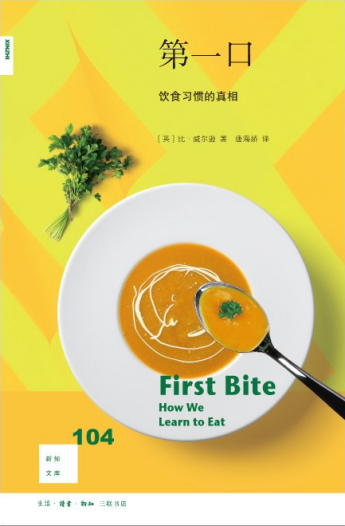 XINZHI
第一口
饮食习惯的真相
[英] 比·威尔逊 著 唐海娇 译
First Bite
How We
Learn to Eat
104
新知
文库
生活·讀書·新知 三联书店